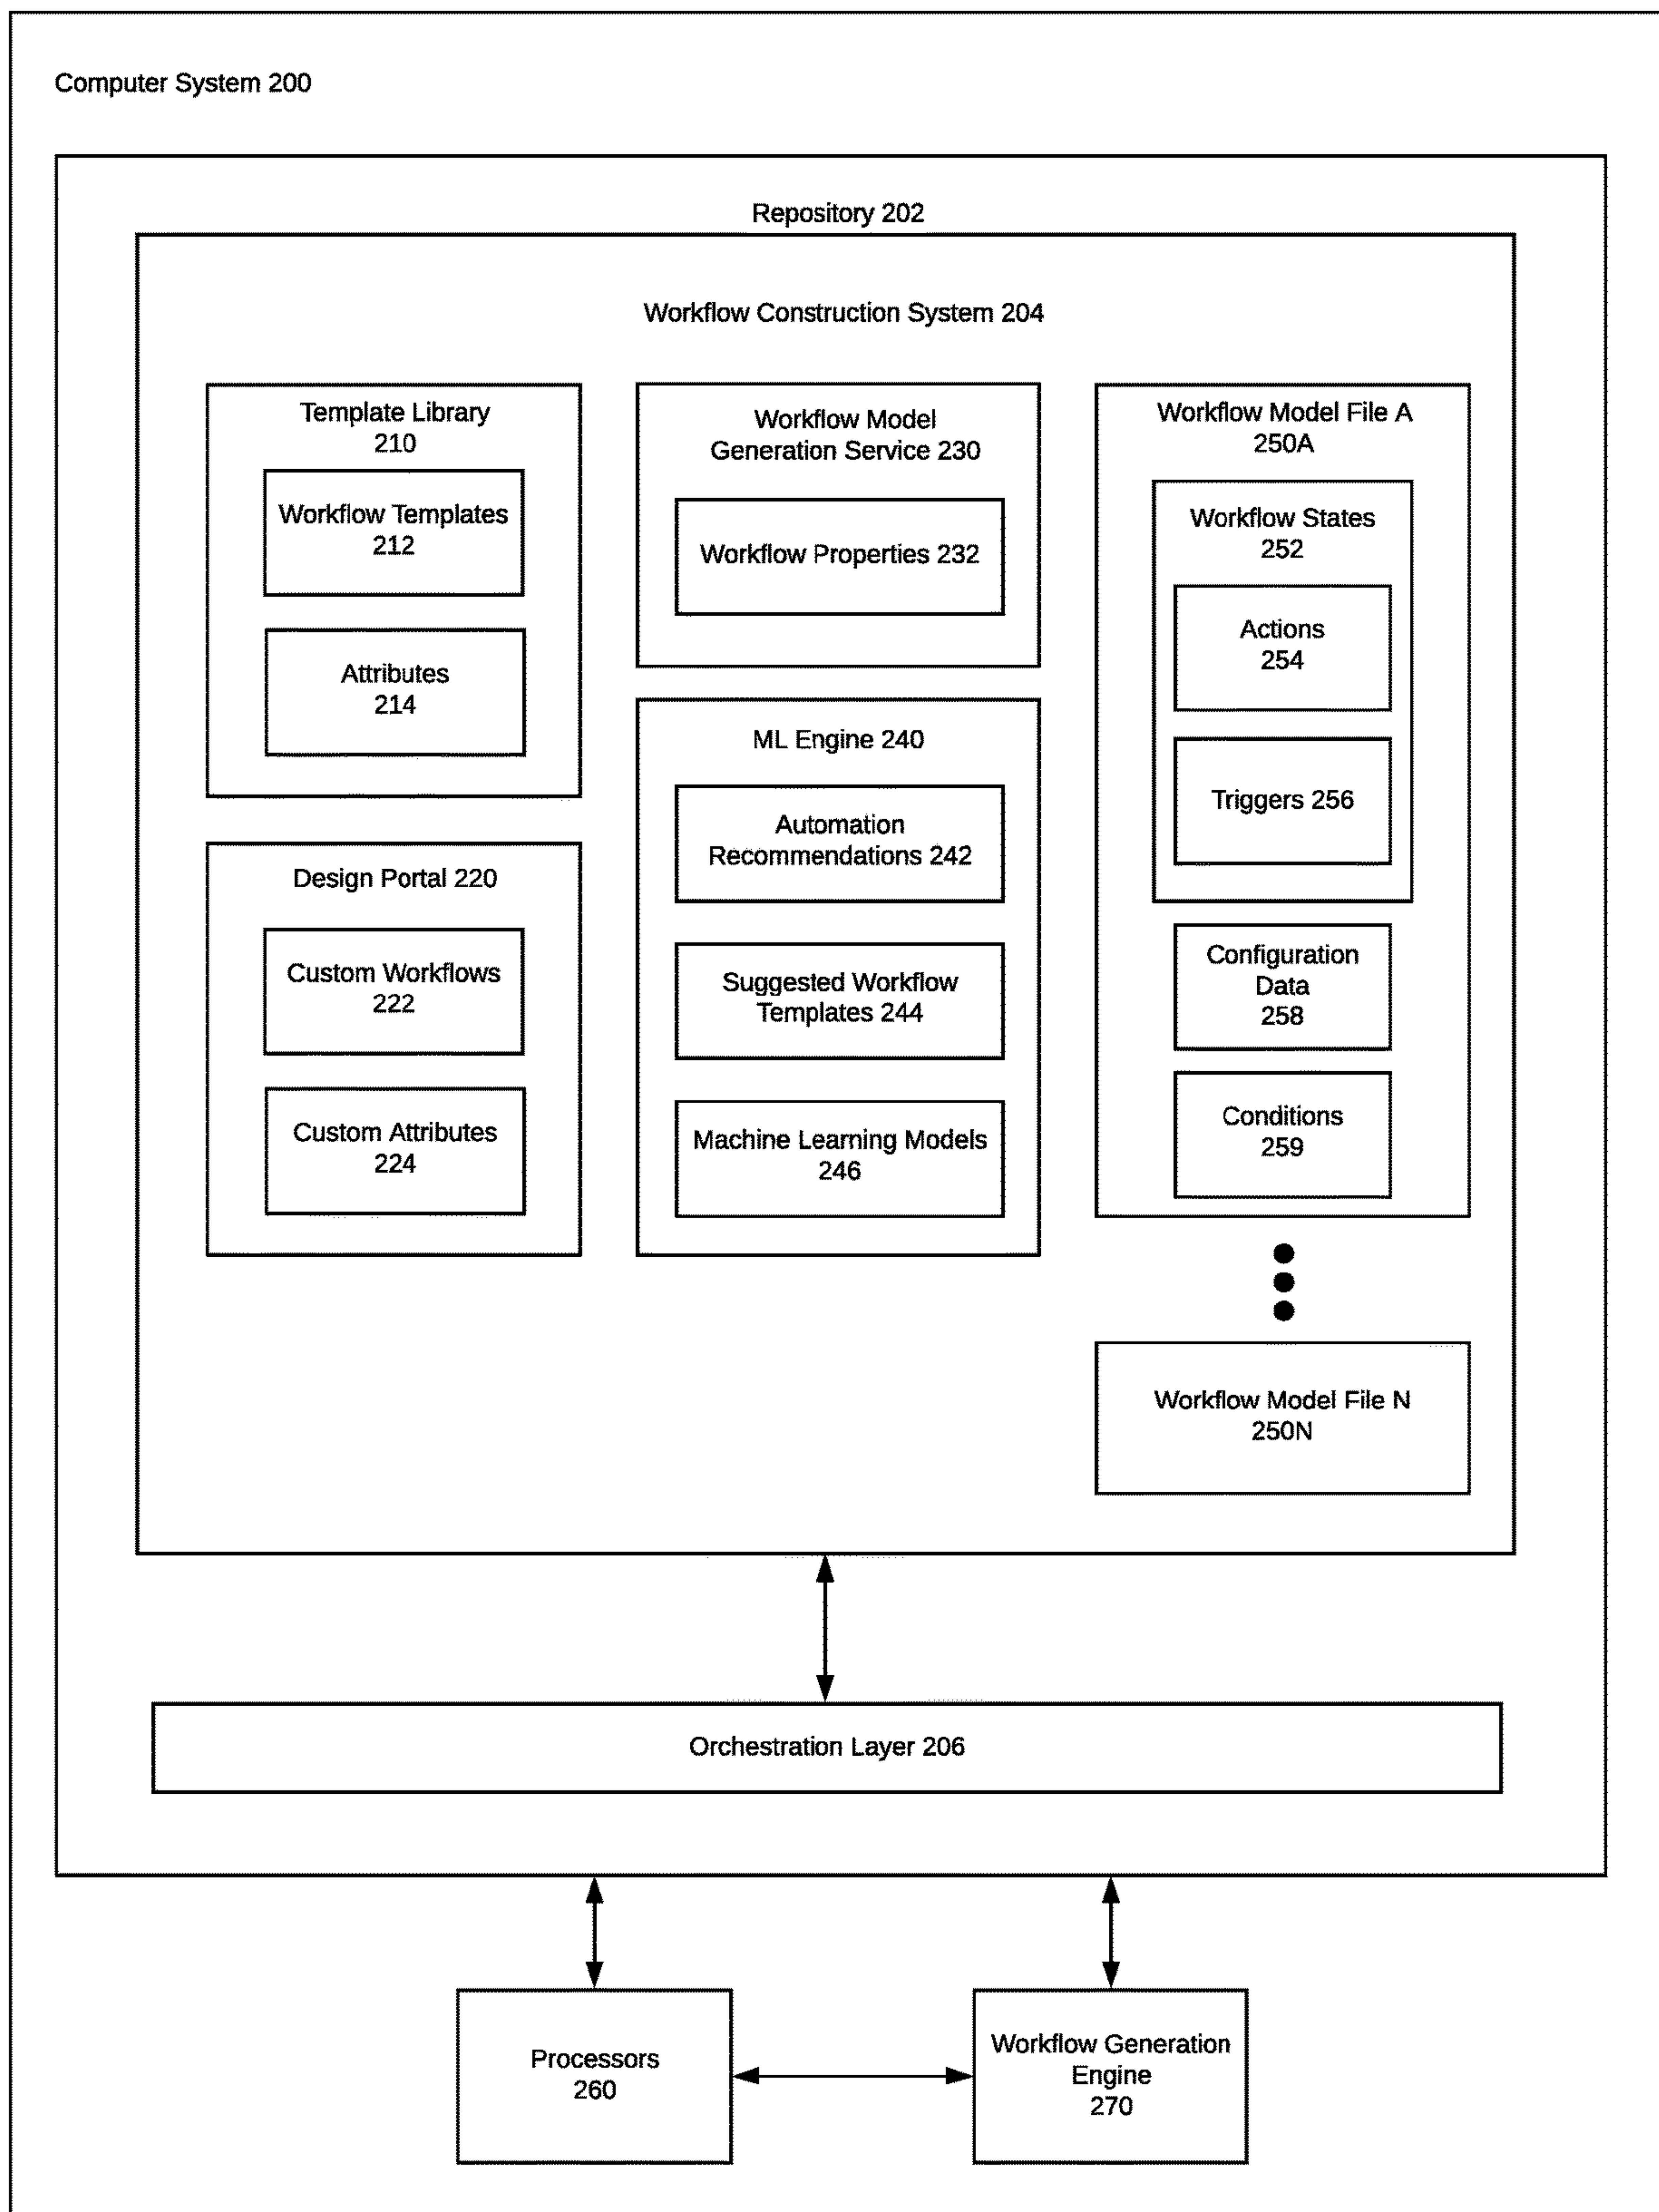 Computer System 200
Repository 202
Workflow Construction System 204
Template Library
210
Workflow Templates
212
Attributes
214
Design Portal 220
Custom Workflows
222
Custom Attributes
224
Workflow Model
Generation Service 230
Workflow Properties 232
ML Engine 240
Automation
Recommendations 242
Suggested Workflow
Templates 244
Machine Learning Models
246
Workflow Model File A
250A
Workflow States
252
Actions
254
Triggers 256
Configuration
Data
258
Conditions
259
Workflow Model File N
250N
Orchestration Layer 206
Processors
260
Workflow Generation
Engine
270